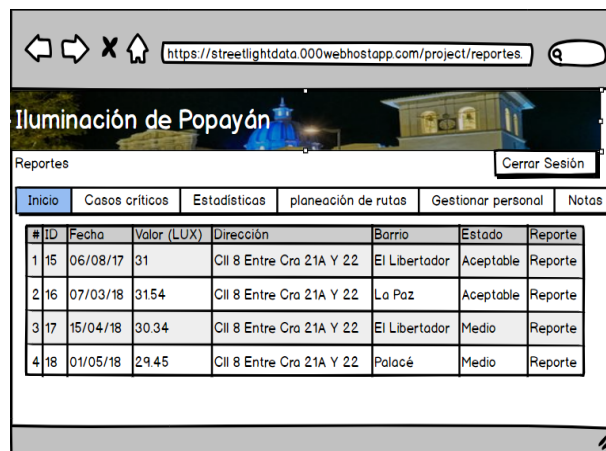 https://streetlightdata.000webhostapp.com/project/reportes.
Iluminación de Popayán
Reportes
Cerrar Sesión
Inicio Casos críticos Estadísticas planeación de rutas Gestionar personal Notas
# ID Fecha Valor (LUX) Dirección Barrio Estado Reporte
1 15 06/08/17 31 Cll 8 Entre Cra 21A Y 22 El Libertador Aceptable Reporte
2 16 07/03/18 31.54 Cll 8 Entre Cra 21A Y 22 La Paz Aceptable Reporte
3 17 15/04/18 30.34 Cll 8 Entre Cra 21A Y 22 El Libertador Medio Reporte
4 18 01/05/18 29.45 Cll 8 Entre Cra 21A Y 22 Palacé Medio Reporte